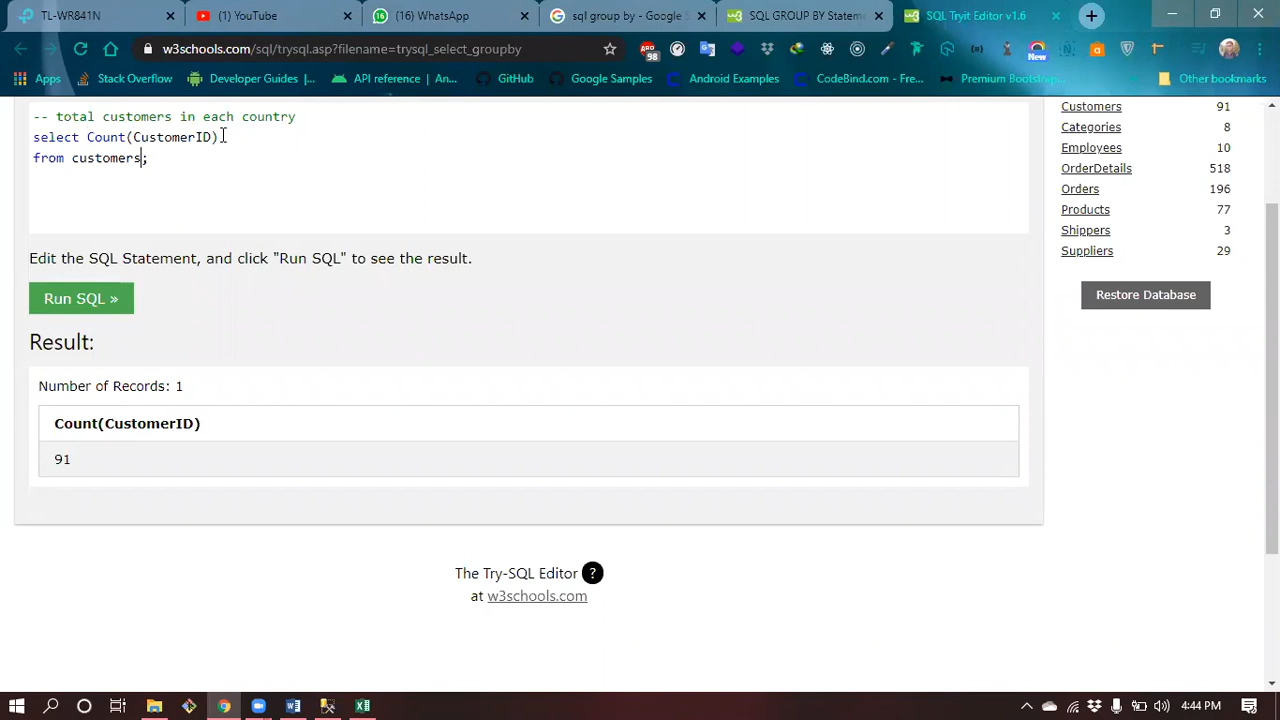 TL-WR841N
(1) YouTube
(16) WhatsApp
sql group by - Google S
SQL GROUP BY Stateme
SQL Tryit Editor v1.6
w3schools.com/sql/trysql.asp?filename=trysql_select_groupby
98
New
Apps
Stack Overflow
Developer Guides |...
API reference | An...
GitHub
Google Samples
Android Examples
CodeBind.com - Fre...
Premium Bootstrap...
Other bookmarks
-- total customers in each country
select Count(CustomerID)
from customers;
Edit the SQL Statement, and click "Run SQL" to see the result.
Run SQL »
Result:
Number of Records: 1
Count(CustomerID)
91
The Try-SQL Editor ?
at w3schools.com
Customers 91
Categories 8
Employees 10
OrderDetails 518
Orders 196
Products 77
Shippers 3
Suppliers 29
Restore Database
4:44 PM